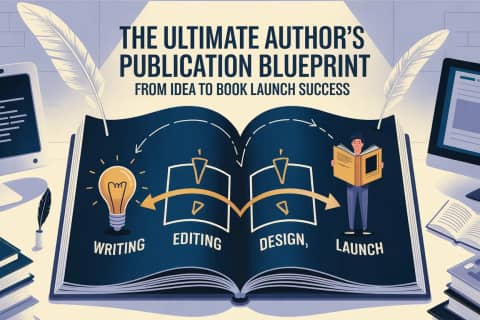 THE ULTIMATE AUTHOR'S
PUBLICATION BLUEPRINT
FROM IDEA TO BOOK LAUNCH SUCCESS
WRITING EDITING DESIGN, LAUNCH